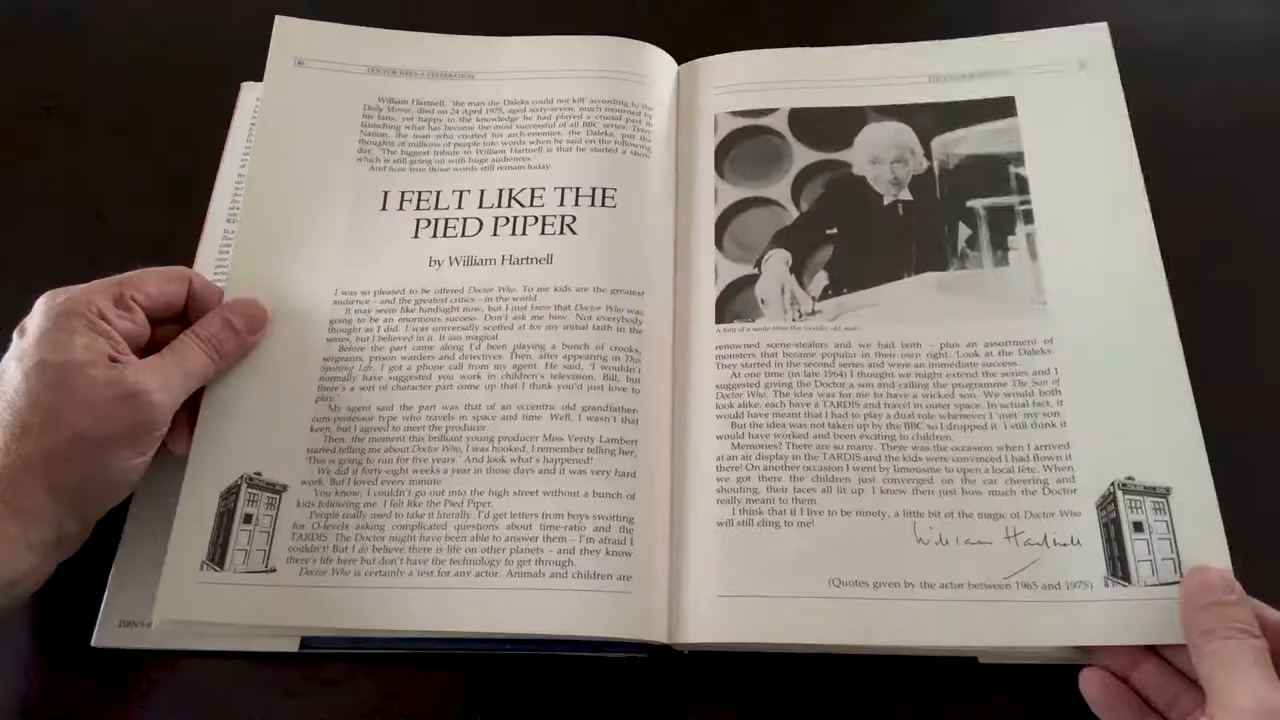 DOCTOR WHO: A CELEBRATION
William Hartnell, 'the man the Daleks could not kill' according to the
Daily Mirror, died on 24 April 1975, aged sixty-seven, much mourned by
his fans, yet happy in the knowledge he had played a crucial part in
launching what has become the most successful of all BBC series. Terry
Nation, the man who created his arch-enemies, the Daleks, put the
thoughts of millions of people into words when he said on the following
day, 'The biggest tribute to William Hartnell is that he started a show
which is still going on with huge audiences.'
And how true those words still remain today.
I FELT LIKE THE
PIED PIPER
by William Hartnell
I was so pleased to be offered Doctor Who. To me kids are the greatest
audience – and the greatest critics – in the world.
It may seem like hindsight now, but I just knew that Doctor Who was
going to be an enormous success. Don't ask me how. Not everybody
thought as I did. I was universally scoffed at for my initial faith in the
series, but I believed in it. It was magical.
Before the part came along I'd been playing a bunch of crooks,
sergeants, prison warders and detectives. Then, after appearing in This
Sporting Life, I got a phone call from my agent. He said, 'I wouldn't
normally have suggested you work in children's television, Bill, but
there's a sort of character part come up that I think you'd just love to
play.'
My agent said the part was that of an eccentric old grandfather-
cum-professor type who travels in space and time. Well, I wasn't that
keen, but I agreed to meet the producer.
Then, the moment this brilliant young producer Miss Verity Lambert
started telling me about Doctor Who, I was hooked. I remember telling her,
'This is going to run for five years.' And look what's happened!
We did it forty-eight weeks a year in those days and it was very hard
work. But I loved every minute.
You know, I couldn't go out into the high street without a bunch of
kids following me. I felt like the Pied Piper.
People really used to take it literally. I'd get letters from boys swotting
for O-levels asking complicated questions about time-ratio and the
TARDIS. The Doctor might have been able to answer them – I'm afraid I
couldn't! But I do believe there is life on other planets – and they know
there's life here but don't have the technology to get through.
Doctor Who is certainly a test for any actor. Animals and children are
A hint of a smile from the 'cranky old man'.
renowned scene-stealers and we had both – plus an assortment of
monsters that became popular in their own right. Look at the Daleks.
They started in the second series and were an immediate success.
At one time (in late 1964) I thought we might extend the series and I
suggested giving the Doctor a son and calling the programme The Son of
Doctor Who. The idea was for me to have a wicked son. We would both
look alike, each have a TARDIS and travel in outer space. In actual fact, it
would have meant that I had to play a dual role whenever I 'met' my son.
But the idea was not taken up by the BBC so I dropped it. I still think it
would have worked and been exciting to children.
Memories? There are so many. There was the occasion when I arrived
at an air display in the TARDIS and the kids were convinced I had flown it
there! On another occasion I went by limousine to open a local fête. When
we got there the children just converged on the car cheering and
shouting, their faces all lit up. I knew then just how much the Doctor
really meant to them.
I think that if I live to be ninety, a little bit of the magic of Doctor Who
will still cling to me!
William Hartnell
(Quotes given by the actor between 1965 and 1975)